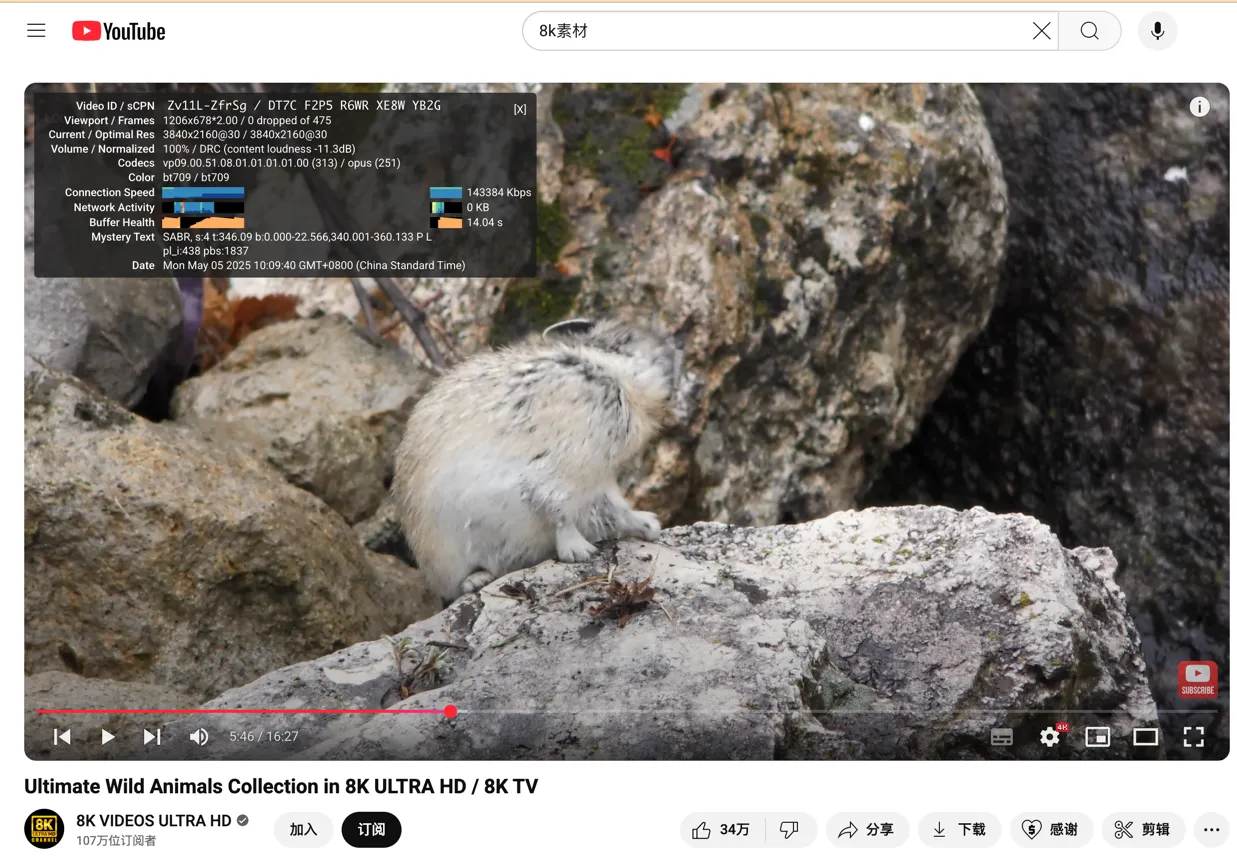 YouTube
8k素材
Video ID / sCPN Zv11L-ZfrSg / DT7C F2P5 R6WR XE8W YB2G
[X]
Viewport / Frames 1206x678*2.00 / 0 dropped of 475
Current / Optimal Res 3840x2160@30 / 3840x2160@30
Volume / Normalized 100% / DRC (content loudness -11.3dB)
Codecs vp09.00.51.08.01.01.01.01.00 (313) / opus (251)
Color bt709 / bt709
Connection Speed 143384 Kbps
Network Activity 0 KB
Buffer Health 14.04 s
Mystery Text SABR, s:4 t:346.09 b:0.000-22.566,340.001-360.133 P L
pl_i:438 pbs:1837
Date Mon May 05 2025 10:09:40 GMT+0800 (China Standard Time)
SUBSCRIBE
5:46 / 16:27
4K
Ultimate Wild Animals Collection in 8K ULTRA HD / 8K TV
8K
ULTRA HD
CHANNEL
8K VIDEOS ULTRA HD
107万位订阅者
加入
订阅
34万
分享
下载
感谢
剪辑